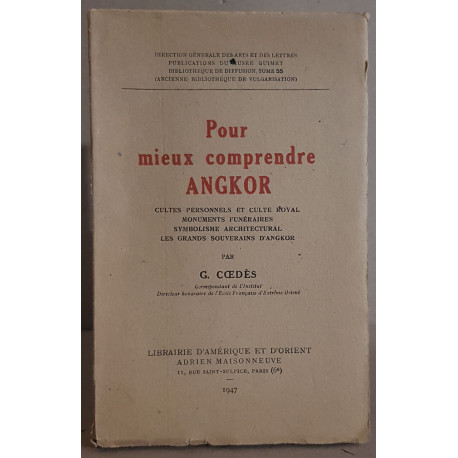 DIRECTION GÉNÉRALE DES ARTS ET DES LETTRES
PUBLICATIONS DU MUSÉE GUIMET
BIBLIOTHÈQUE DE DIFFUSION, TOME 55
(ANCIENNE BIBLIOTHÈQUE DE VULGARISATION)
Pour
mieux comprendre
ANGKOR
CULTES PERSONNELS ET CULTE ROYAL
MONUMENTS FUNÉRAIRES
SYMBOLISME ARCHITECTURAL
LES GRANDS SOUVERAINS D'ANGKOR
PAR
G. CŒDÈS
Correspondant de l'Institut
Directeur honoraire de l'École Française d'Extrême Orient
LIBRAIRIE D'AMÉRIQUE ET D'ORIENT
ADRIEN MAISONNEUVE
11, RUE SAINT-SULPICE, PARIS (6e)
1947